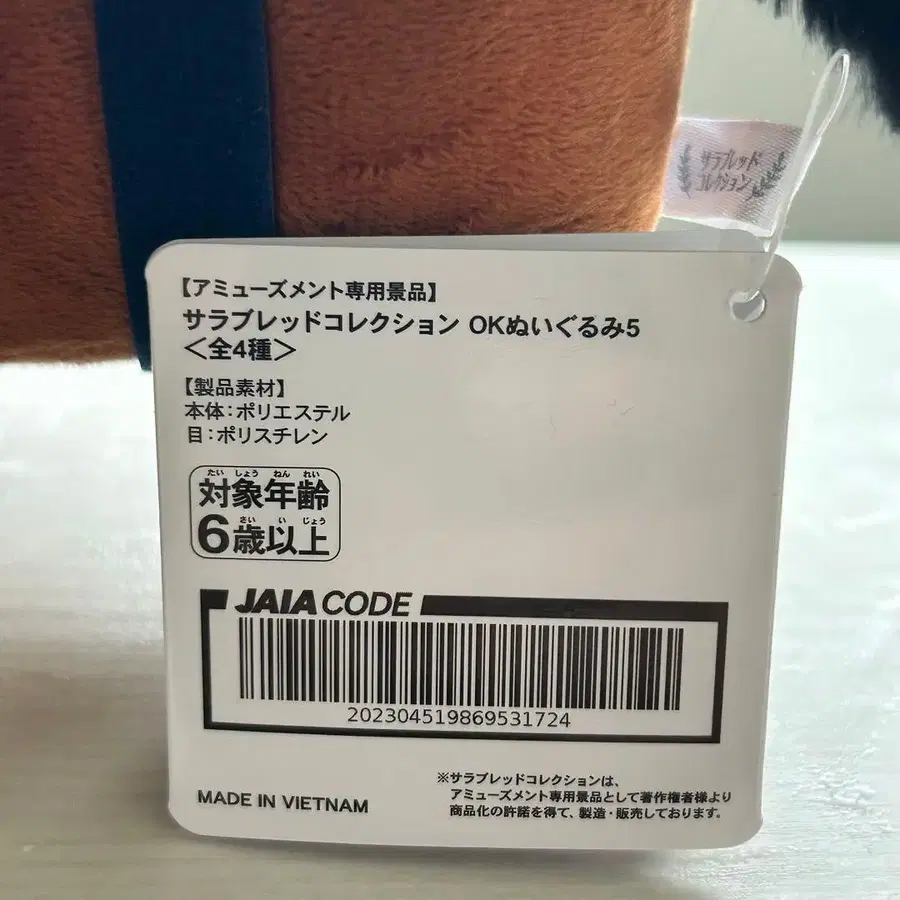 サラブレッド
コレクション
【アミューズメント専用景品】
サラブレッドコレクション OKぬいぐるみ5
＜全4種＞
【製品素材】
本体：ポリエステル
目：ポリスチレン
たい しょう ねん れい
対象年齢
さい い じょう
6歳以上
JAIA CODE
202304519869531724
MADE IN VIETNAM
※サラブレッドコレクションは、
アミューズメント専用景品として著作権者様より
商品化の許諾を得て、製造・販売しております。